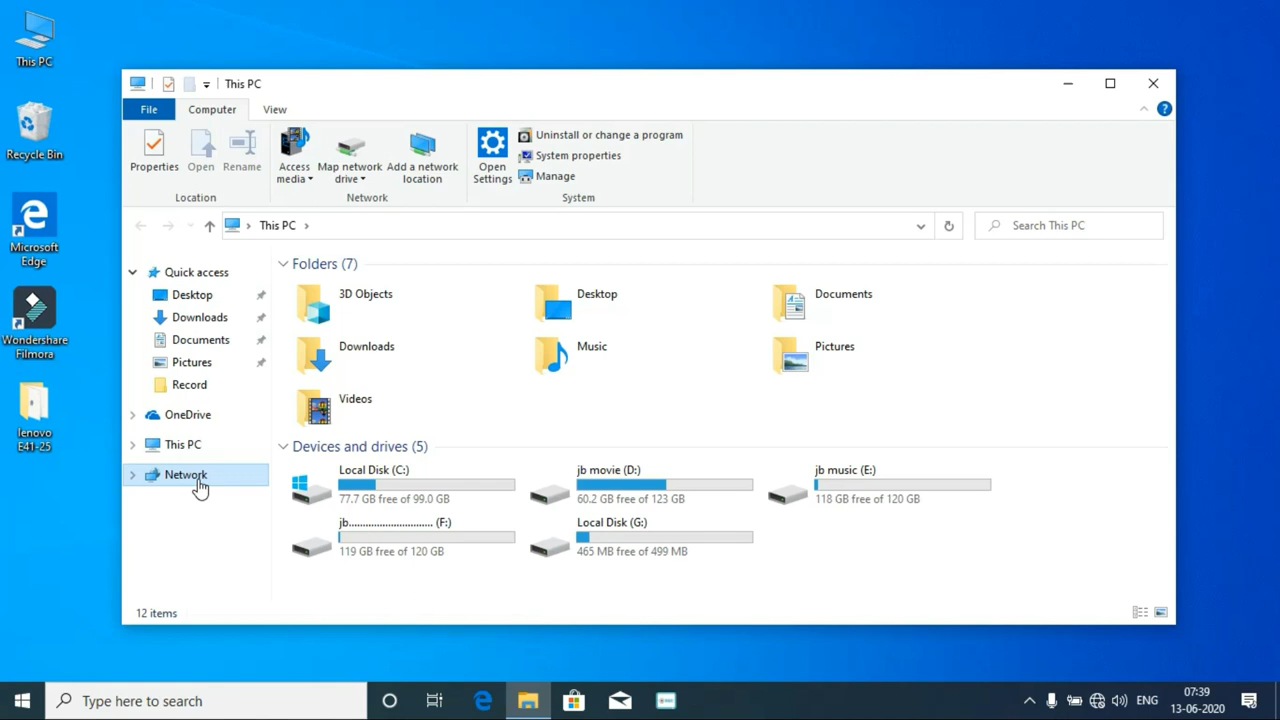 This PC
Recycle Bin
Microsoft
Edge
Wondershare
Filmora
lenovo
E41-25
This PC
File
Computer
View
Properties
Open
Rename
Location
Access
media
Map network
drive
Add a network
location
Network
Open
Settings
Uninstall or change a program
System properties
Manage
System
This PC
Search This PC
Quick access
Desktop
Downloads
Documents
Pictures
Record
OneDrive
This PC
Network
Folders (7)
3D Objects
Desktop
Documents
Downloads
Music
Pictures
Videos
Devices and drives (5)
Local Disk (C:)
77.7 GB free of 99.0 GB
jb movie (D:)
60.2 GB free of 123 GB
jb music (E:)
118 GB free of 120 GB
jb.............................. (F:)
119 GB free of 120 GB
Local Disk (G:)
465 MB free of 499 MB
12 items
Type here to search
ENG
07:39
13-06-2020